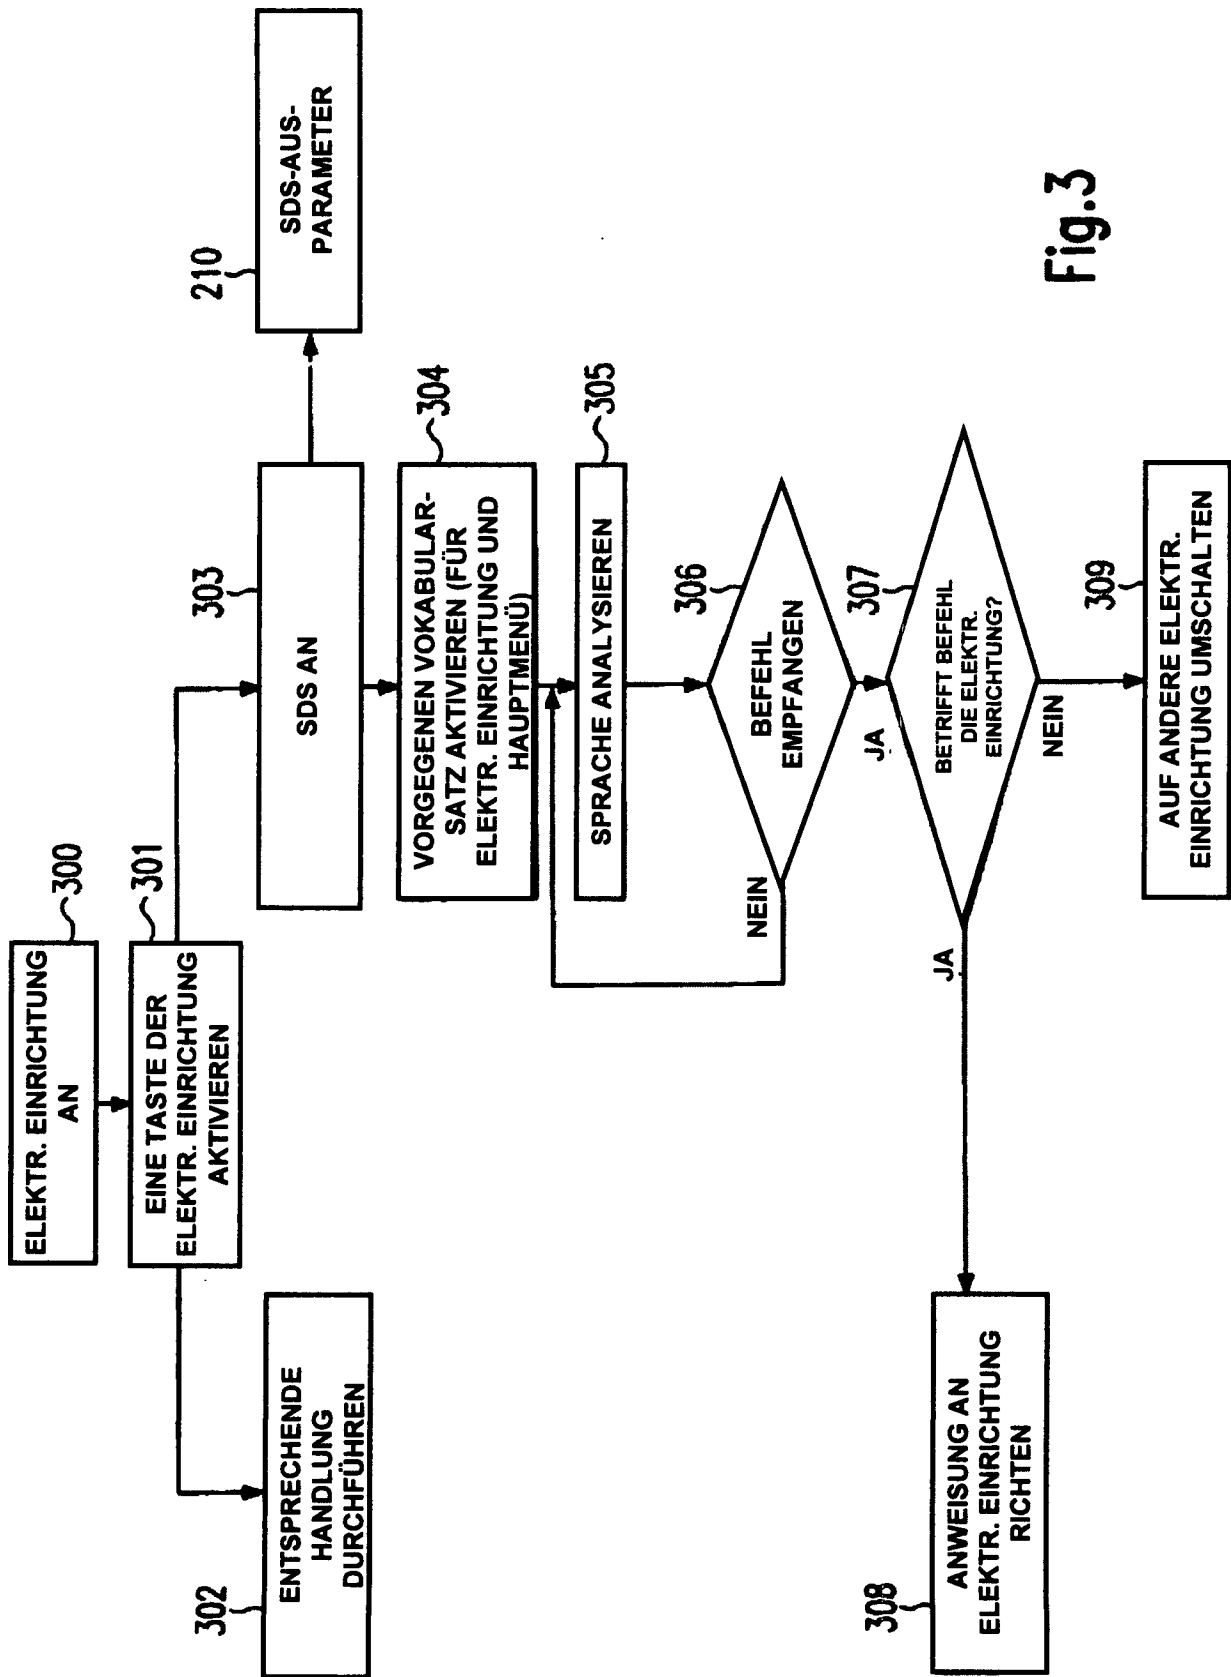 ELEKTR. EINRICHTUNG
AN
300
EINE TASTE DER
ELEKTR. EINRICHTUNG
AKTIVIEREN
301
302
ENTSPRECHENDE
HANDLUNG
DURCHFÜHREN
303
SDS AN
210
SDS-AUS-
PARAMETER
VORGEGENEN VOKABULAR-
SATZ AKTIVIEREN (FÜR
ELEKTR. EINRICHTUNG UND
HAUPTMENÜ)
304
SPRACHE ANALYSIEREN
305
BEFEHL
EMPFANGEN
306
NEIN
JA
307
BETRIFFT BEFEHL
DIE ELEKTR.
EINRICHTUNG?
JA
NEIN
308
ANWEISUNG AN
ELEKTR. EINRICHTUNG
RICHTEN
309
AUF ANDERE ELEKTR.
EINRICHTUNG UMSCHALTEN
Fig.3